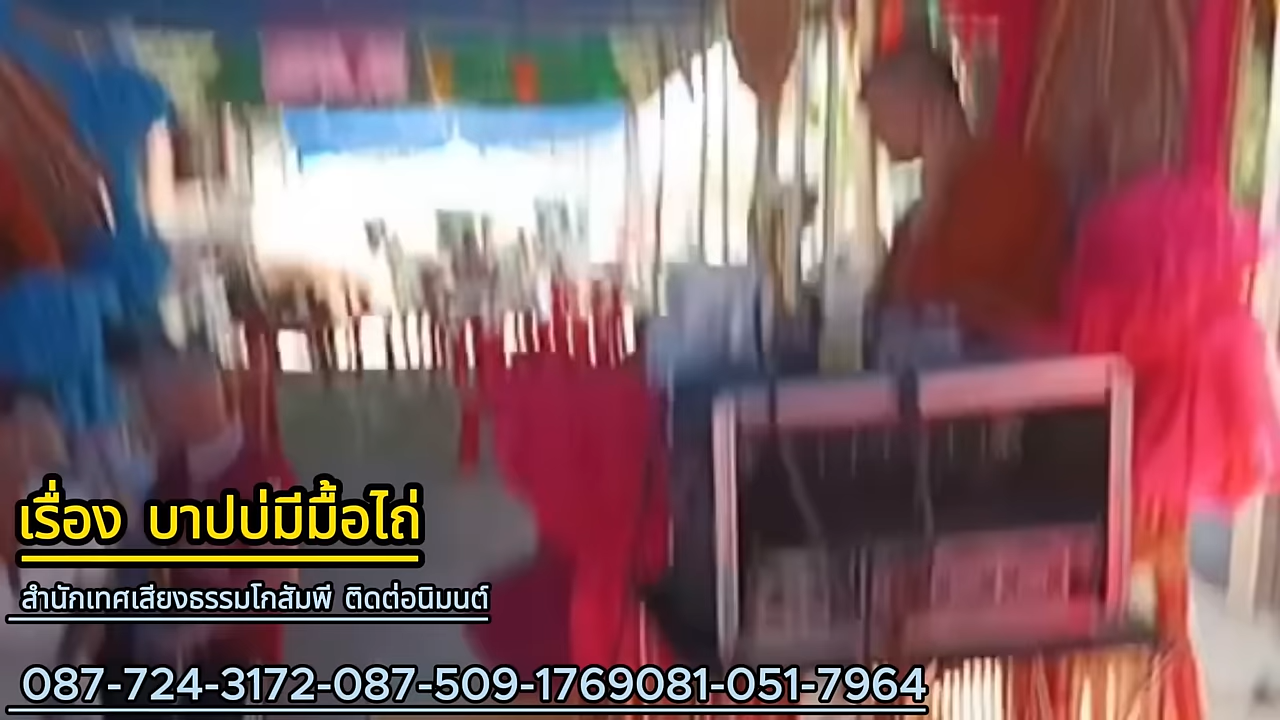 เรื่อง บาปบ่มีมื้อไถ่
สำนักเทศเสียงธรรมโกสัมพี ติดต่อนิมนต์
087-724-3172-087-509-1769081-051-7964